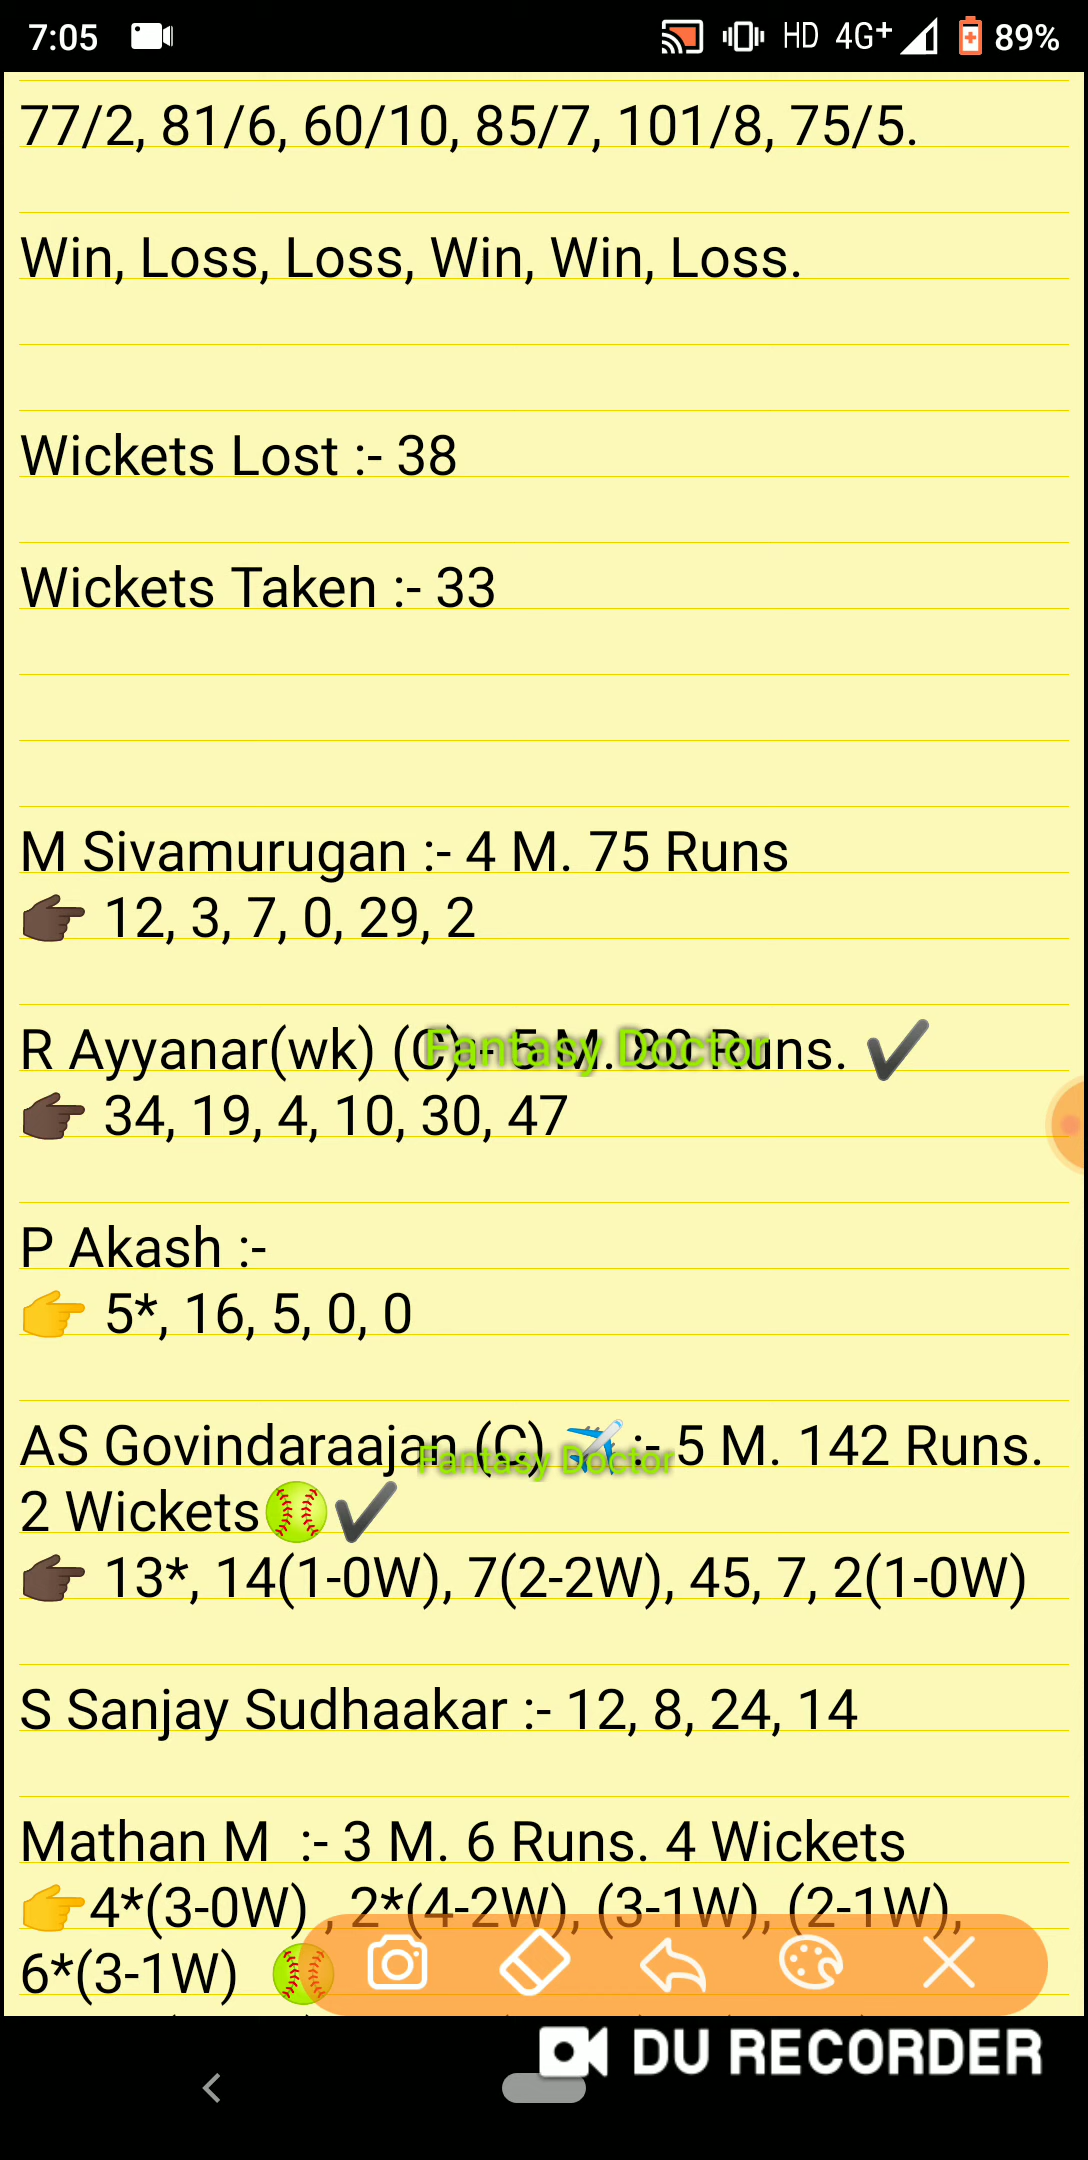 7:05 HD 4G+ 89%
77/2, 81/6, 60/10, 85/7, 101/8, 75/5.
Win, Loss, Loss, Win, Win, Loss.
Wickets Lost :- 38
Wickets Taken :- 33
M Sivamurugan :- 4 M. 75 Runs
👉🏿 12, 3, 7, 0, 29, 2
R Ayyanar(wk) (C):- 5 M. Runs. ✔
Fantasy Doctor
👉🏿 34, 19, 4, 10, 30, 47
P Akash :-
👉 5*, 16, 5, 0, 0
AS Govindaraajan (C) ✈️:- 5 M. 142 Runs.
Fantasy Doctor
2 Wickets🥎✔
👉🏿 13*, 14(1-0W), 7(2-2W), 45, 7, 2(1-0W)
S Sanjay Sudhaakar :- 12, 8, 24, 14
Mathan M :- 3 M. 6 Runs. 4 Wickets
👉4*(3-0W) , 2*(4-2W), (3-1W), (2-1W),
6*(3-1W) 🥎
DU RECORDER